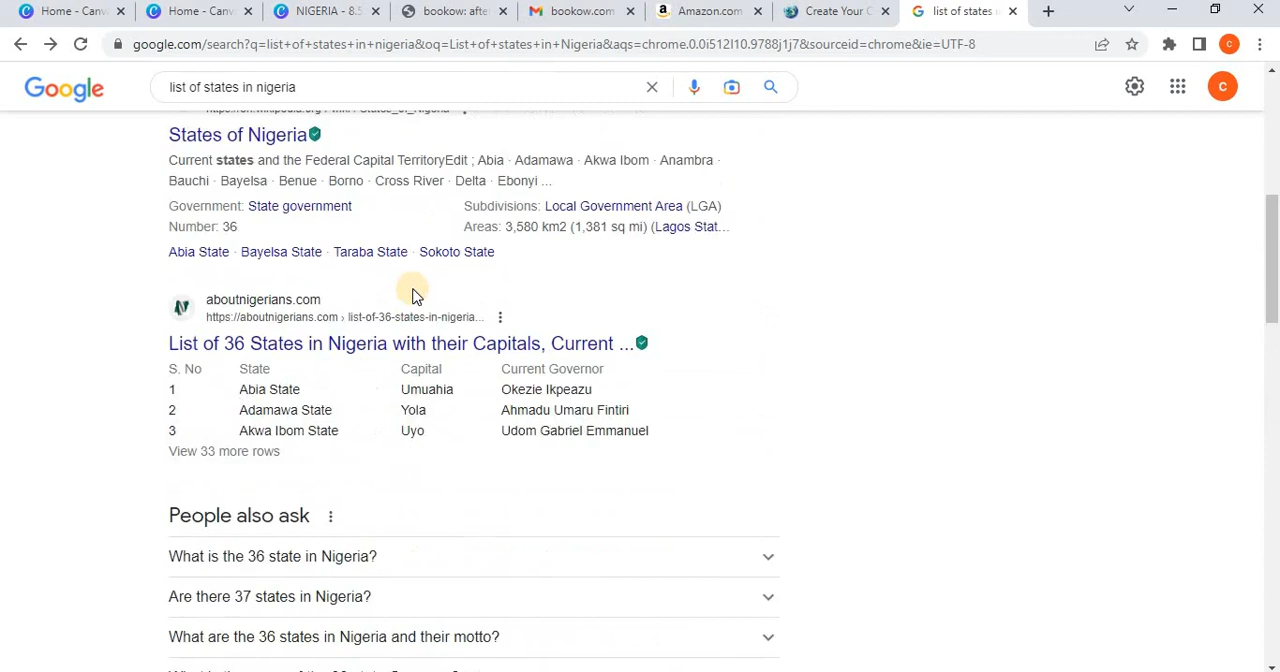 Home - Canv
Home - Canv
NIGERIA - 8.5
bookow: afte
bookow.com
Amazon.com
Create Your C
list of states i
google.com/search?q=list+of+states+in+nigeria&oq=List+of+states+in+Nigeria&aqs=chrome.0.0i512l10.9788j1j7&sourceid=chrome&ie=UTF-8
C
Google
list of states in nigeria
C
States of Nigeria
Current states and the Federal Capital TerritoryEdit ; Abia · Adamawa · Akwa Ibom · Anambra ·
Bauchi · Bayelsa · Benue · Borno · Cross River · Delta · Ebonyi ...
Government: State government
Subdivisions: Local Government Area (LGA)
Number: 36
Areas: 3,580 km2 (1,381 sq mi) (Lagos Stat...
Abia State · Bayelsa State · Taraba State · Sokoto State
aboutnigerians.com
https://aboutnigerians.com › list-of-36-states-in-nigeria...
List of 36 States in Nigeria with their Capitals, Current ...
S. No State Capital Current Governor
1 Abia State Umuahia Okezie Ikpeazu
2 Adamawa State Yola Ahmadu Umaru Fintiri
3 Akwa Ibom State Uyo Udom Gabriel Emmanuel
View 33 more rows
People also ask
What is the 36 state in Nigeria?
Are there 37 states in Nigeria?
What are the 36 states in Nigeria and their motto?